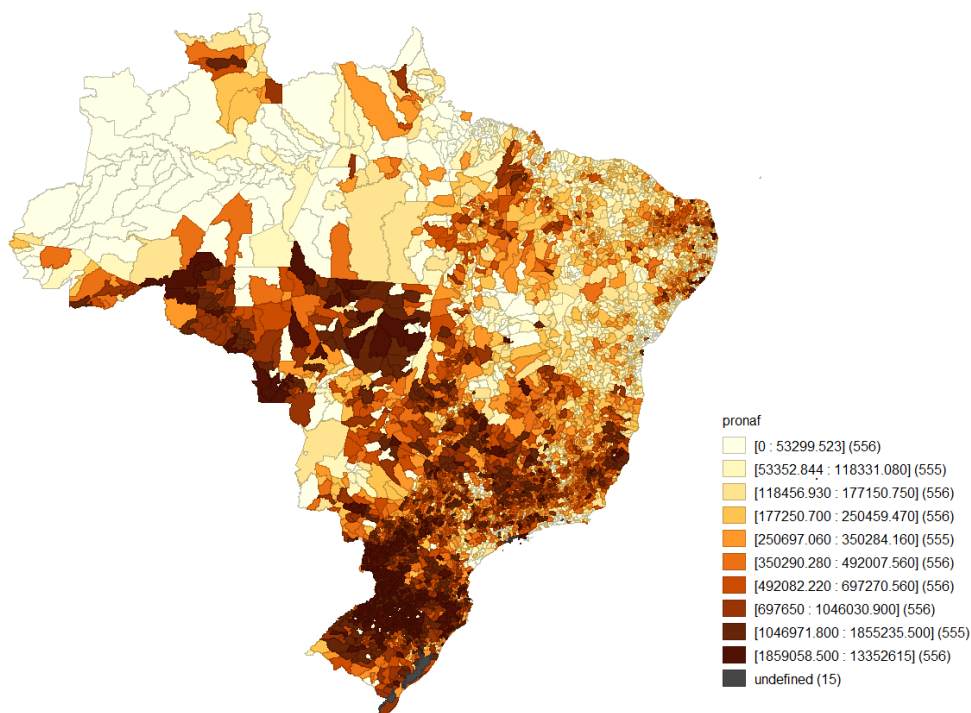 pronaf
[0 : 53299.523] (556)
[53352.844 : 118331.080] (555)
[118456.930 : 177150.750] (556)
[177250.700 : 250459.470] (556)
[250697.060 : 350284.160] (555)
[350290.280 : 492007.560] (556)
[492082.220 : 697270.560] (556)
[697650 : 1046030.900] (556)
[1046971.800 : 1855235.500] (555)
[1859058.500 : 13352615] (556)
undefined (15)